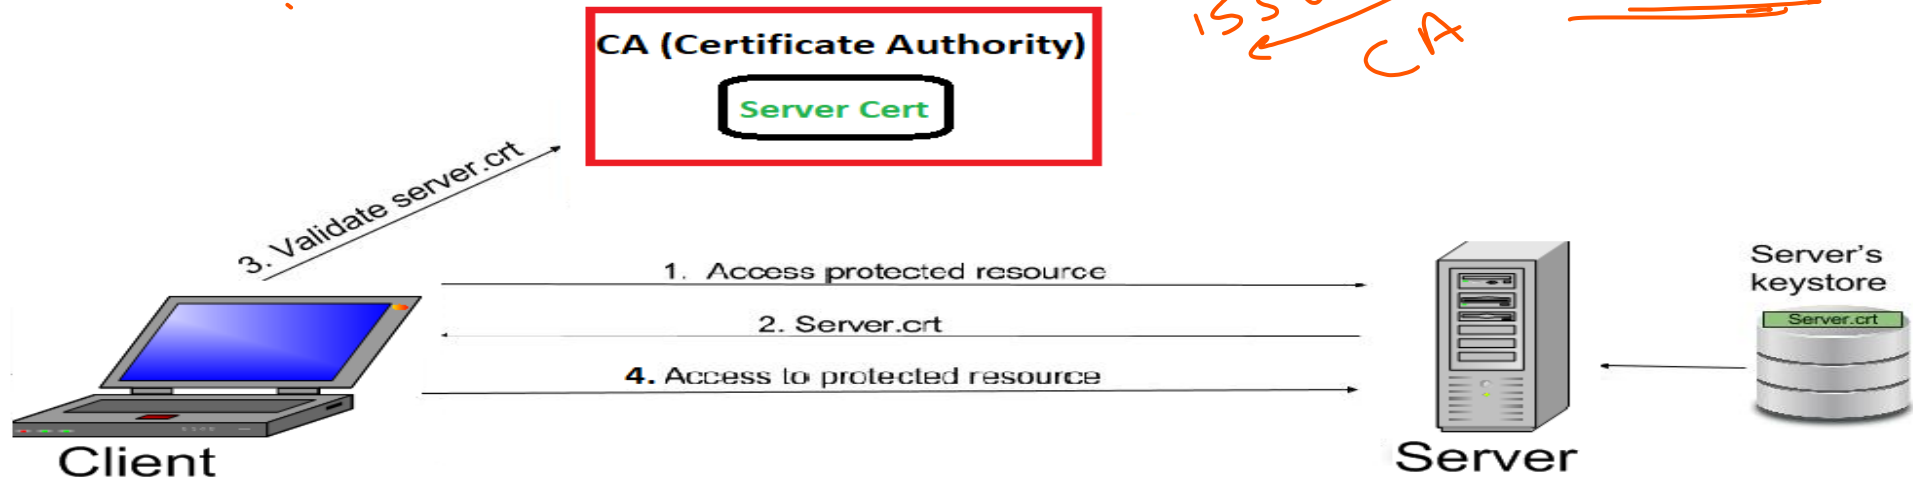 CA (Certificate Authority)
CA
Server Cert
3. Validate server.crt
1. Access protected resource
2. Server.crt
4. Access to protected resource
Server's
keystore
Server.crt
Client
Server